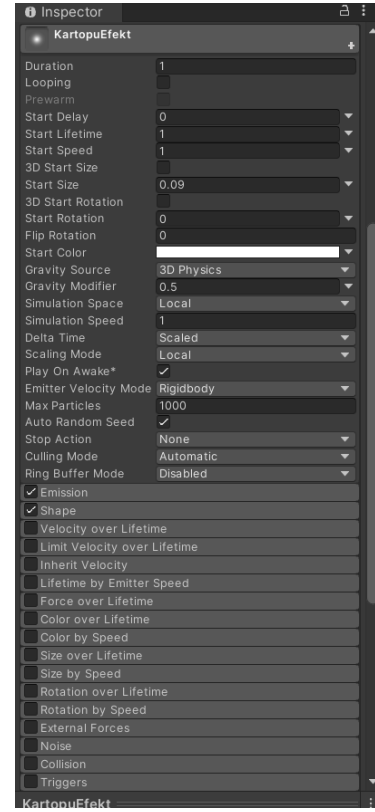 Inspector
KartopuEfekt
Duration 1
Looping
Prewarm
Start Delay 0
Start Lifetime 1
Start Speed 1
3D Start Size
Start Size 0.09
3D Start Rotation
Start Rotation 0
Flip Rotation 0
Start Color
Gravity Source 3D Physics
Gravity Modifier 0.5
Simulation Space Local
Simulation Speed 1
Delta Time Scaled
Scaling Mode Local
Play On Awake*
Emitter Velocity Mode Rigidbody
Max Particles 1000
Auto Random Seed
Stop Action None
Culling Mode Automatic
Ring Buffer Mode Disabled
Emission
Shape
Velocity over Lifetime
Limit Velocity over Lifetime
Inherit Velocity
Lifetime by Emitter Speed
Force over Lifetime
Color over Lifetime
Color by Speed
Size over Lifetime
Size by Speed
Rotation over Lifetime
Rotation by Speed
External Forces
Noise
Collision
Triggers
KartopuEfekt